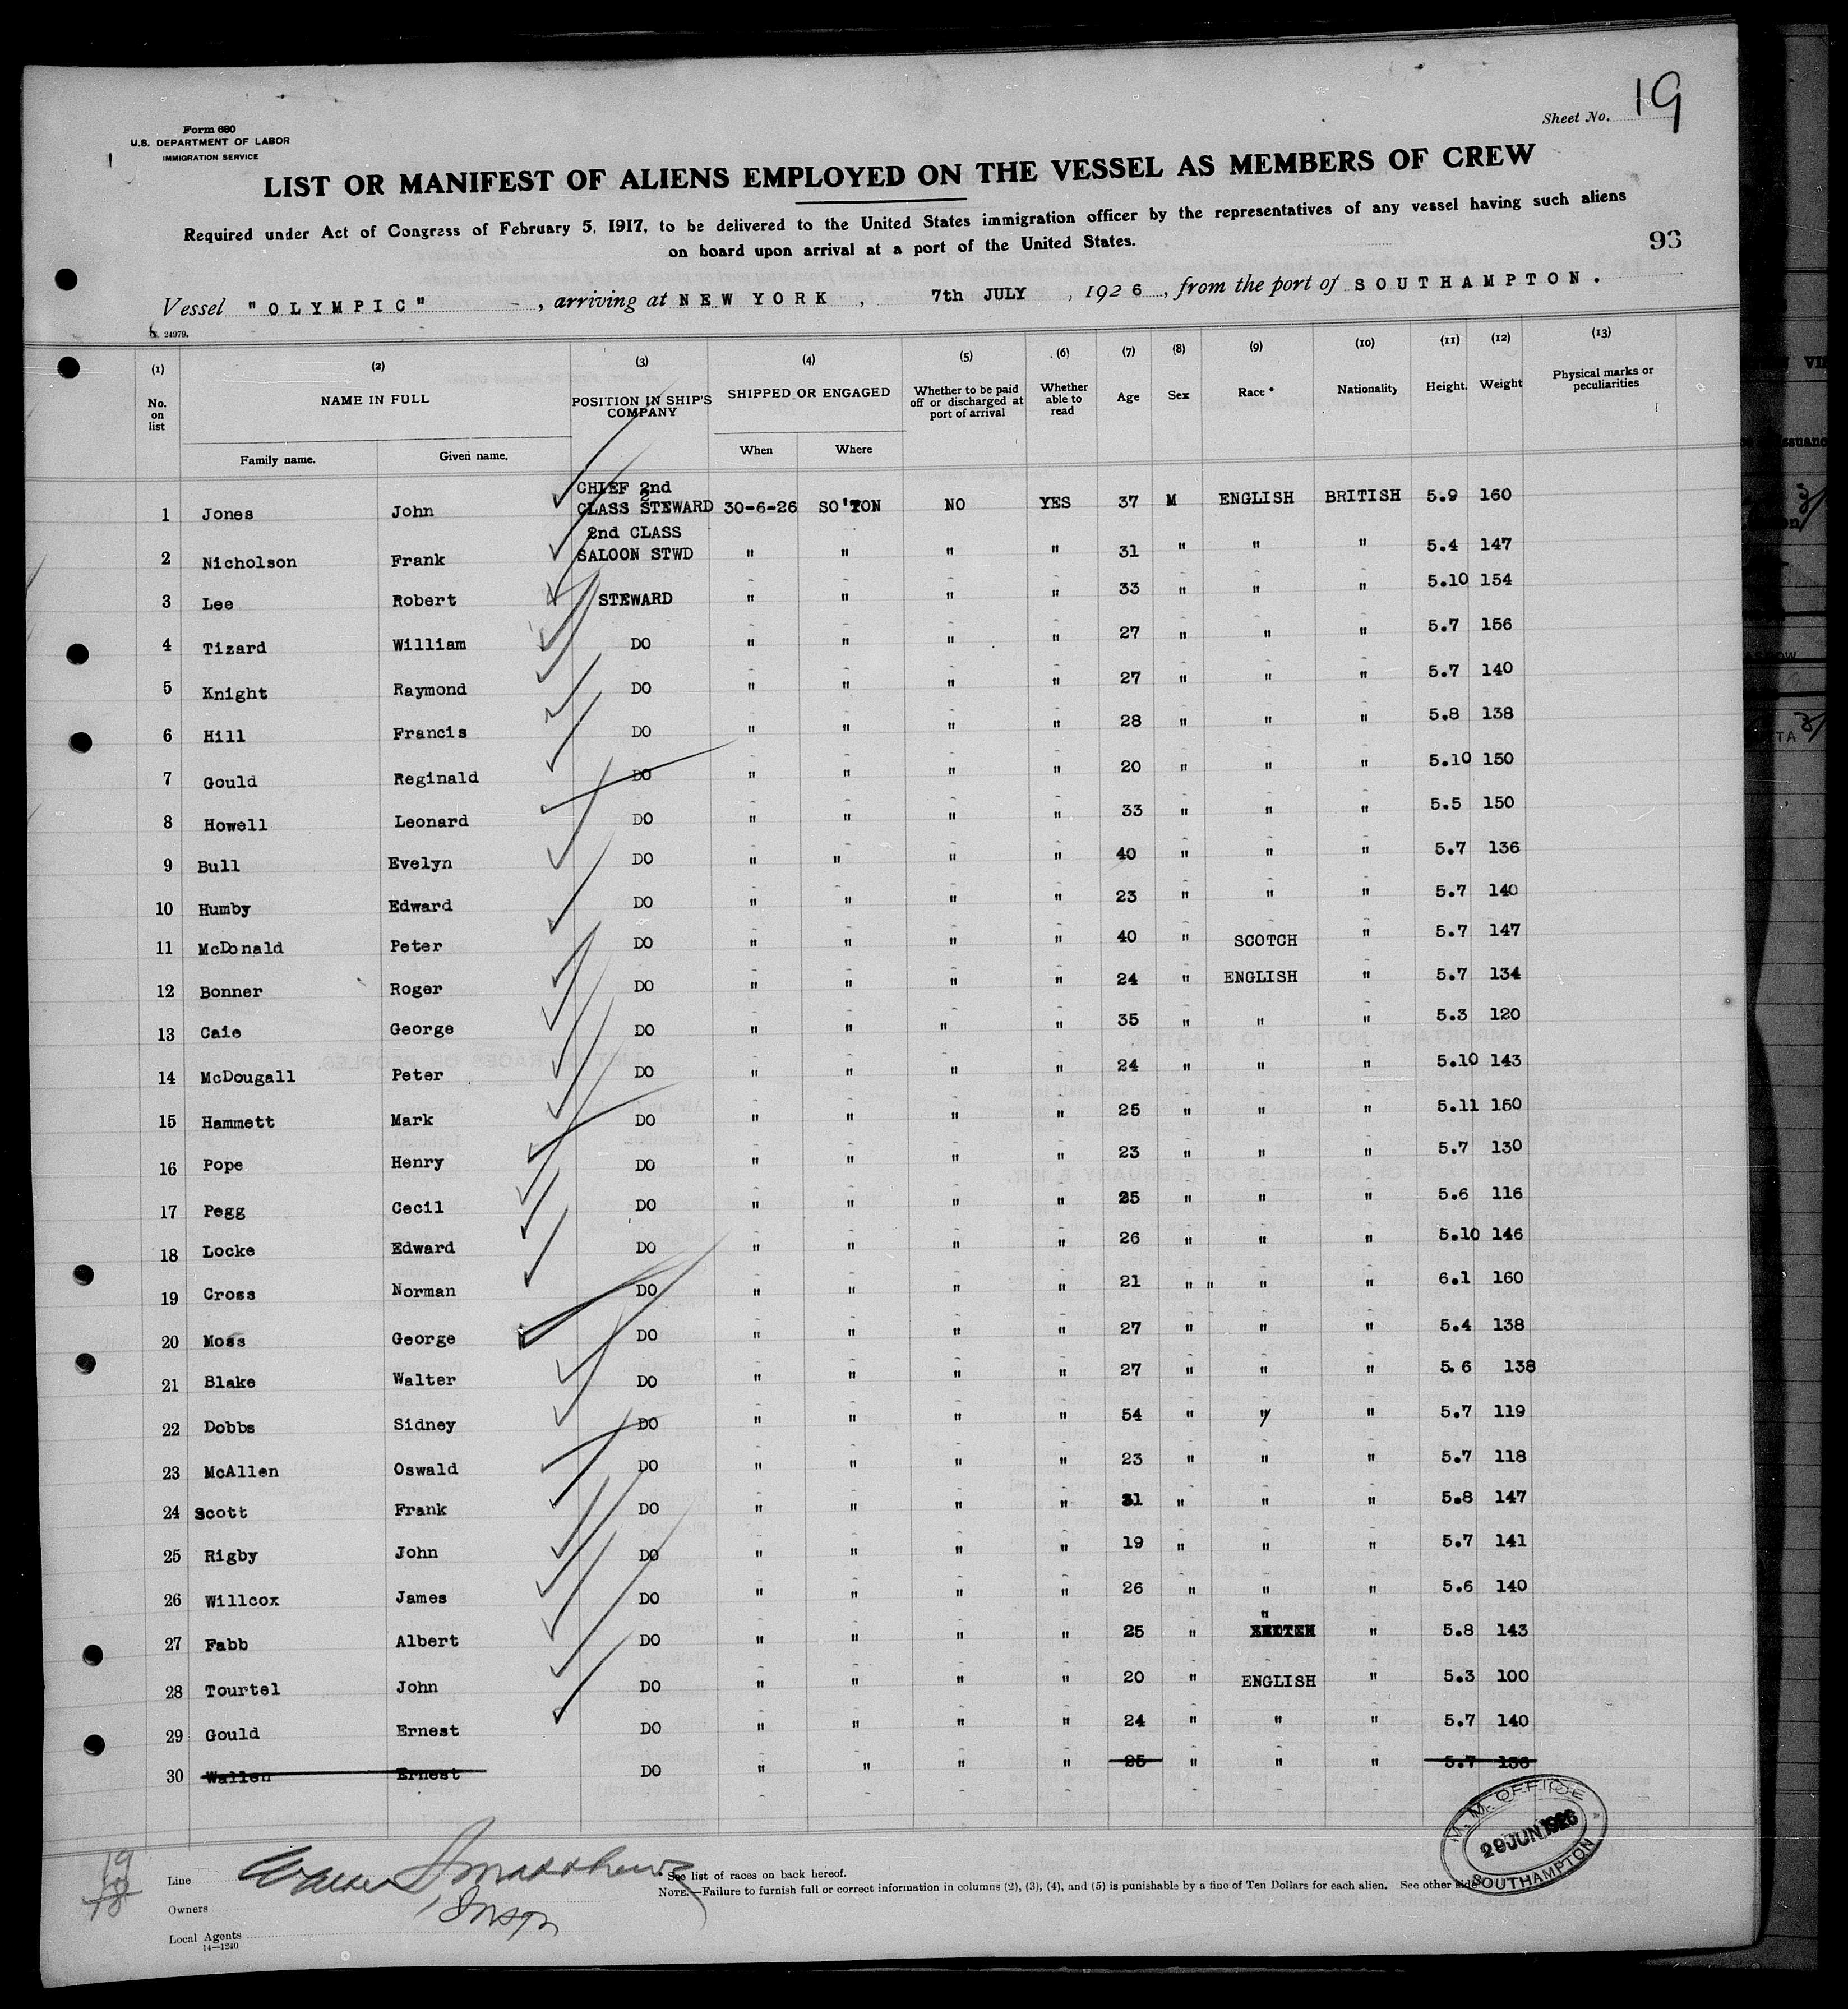 Sheet No. 19
Form 680
U.S. DEPARTMENT OF LABOR
IMMIGRATION SERVICE
LIST OR MANIFEST OF ALIENS EMPLOYED ON THE VESSEL AS MEMBERS OF CREW
Required under Act of Congress of February 5, 1917, to be delivered to the United States immigration officer by the representatives of any vessel having such aliens
on board upon arrival at a port of the United States.
93
Vessel "OLYMPIC" , arriving at NEW YORK , 7th JULY , 1926 , from the port of SOUTHAMPTON.
24979.
(1) (2) (3) (4) (5) (6) (7) (8) (9) (10) (11) (12) (13)
No. on list NAME IN FULL POSITION IN SHIP'S COMPANY SHIPPED OR ENGAGED Whether to be paid off or discharged at port of arrival Whether able to read Age Sex Race * Nationality Height. Weight Physical marks or peculiarities
Family name. Given name. When Where
1 Jones John CHIEF 2nd CLASS STEWARD 30-6-26 SO'TON NO YES 37 M ENGLISH BRITISH 5.9 160
2 Nicholson Frank 2nd CLASS SALOON STWD " " " " 31 " " " 5.4 147
3 Lee Robert STEWARD " " " " 33 " " " 5.10 154
4 Tizard William DO " " " " 27 " " " 5.7 156
5 Knight Raymond DO " " " " 27 " " " 5.7 140
6 Hill Francis DO " " " " 28 " " " 5.8 138
7 Gould Reginald DO " " " " 20 " " " 5.10 150
8 Howell Leonard DO " " " " 33 " " " 5.5 150
9 Bull Evelyn DO " " " " 40 " " " 5.7 136
10 Humby Edward DO " " " " 23 " " " 5.7 140
11 McDonald Peter DO " " " " 40 " SCOTCH " 5.7 147
12 Bonner Roger DO " " " " 24 " ENGLISH " 5.7 134
13 Caie George DO " " " " 35 " " " 5.3 120
14 McDougall Peter DO " " " " 24 " " " 5.10 143
15 Hammett Mark DO " " " " 25 " " " 5.11 150
16 Pope Henry DO " " " " 23 " " " 5.7 130
17 Pegg Cecil DO " " " " 25 " " " 5.6 116
18 Locke Edward DO " " " " 26 " " " 5.10 146
19 Cross Norman DO " " " " 21 " " " " 6.1 160
20 Moss George DO " " " " 27 " " " 5.4 138
21 Blake Walter DO " " " " 27 " " " 5.6 138
22 Dobbs Sidney DO " " " " 54 " " " 5.7 119
23 McAllen Oswald DO " " " " 23 " " " 5.7 118
24 Scott Frank DO " " " " 31 " " " 5.8 147
25 Rigby John DO " " " " 19 " " " 5.7 141
26 Willcox James DO " " " " 26 " " " 5.6 140
27 Fabb Albert DO " " " " 25 " " " 5.8 143
28 Tourtel John DO " " " " 20 " ENGLISH " 5.3 100
29 Gould Ernest DO " " " " 24 " " " 5.7 140
30 Wallen Ernest DO " " " " 25 " " " 5.7 136
M. M. OFFICE
29 JUN 1926
SOUTHAMPTON
19
Line
* See list of races on back hereof.
NOTE.—Failure to furnish full or correct information in columns (2), (3), (4), and (5) is punishable by a fine of Ten Dollars for each alien. See other side
Owners
Local Agents
14—1240